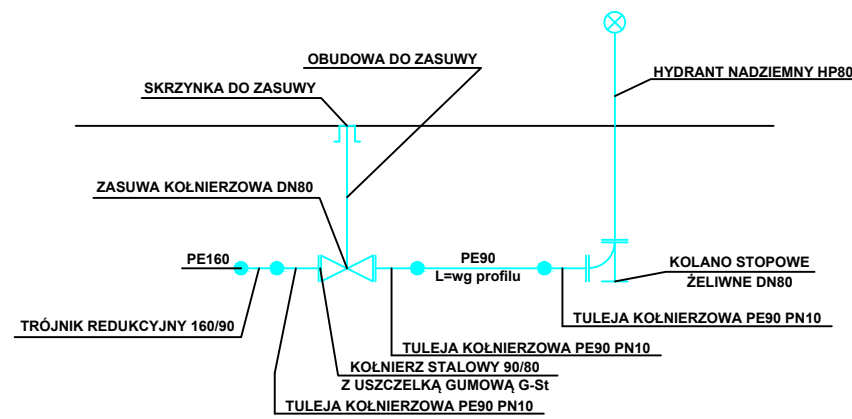 OBUDOWA DO ZASUWY
HYDRANT NADZIEMNY HP80
SKRZYNKA DO ZASUWY
ZASUWA KOŁNIERZOWA DN80
PE160
PE90
L=wg profilu
KOLANO STOPOWE
ŻELIWNE DN80
TRÓJNIK REDUKCYJNY 160/90
TULEJA KOŁNIERZOWA PE90 PN10
TULEJA KOŁNIERZOWA PE90 PN10
KOŁNIERZ STALOWY 90/80
Z USZCZELKĄ GUMOWĄ G-St
TULEJA KOŁNIERZOWA PE90 PN10